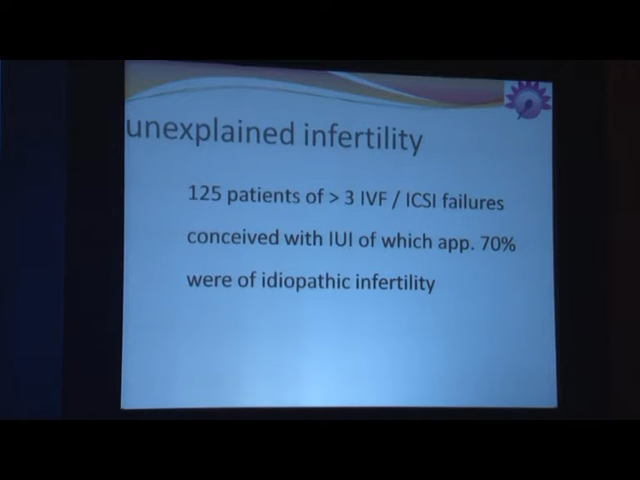 unexplained infertility
125 patients of > 3 IVF / ICSI failures
conceived with IUI of which app. 70%
were of idiopathic infertility